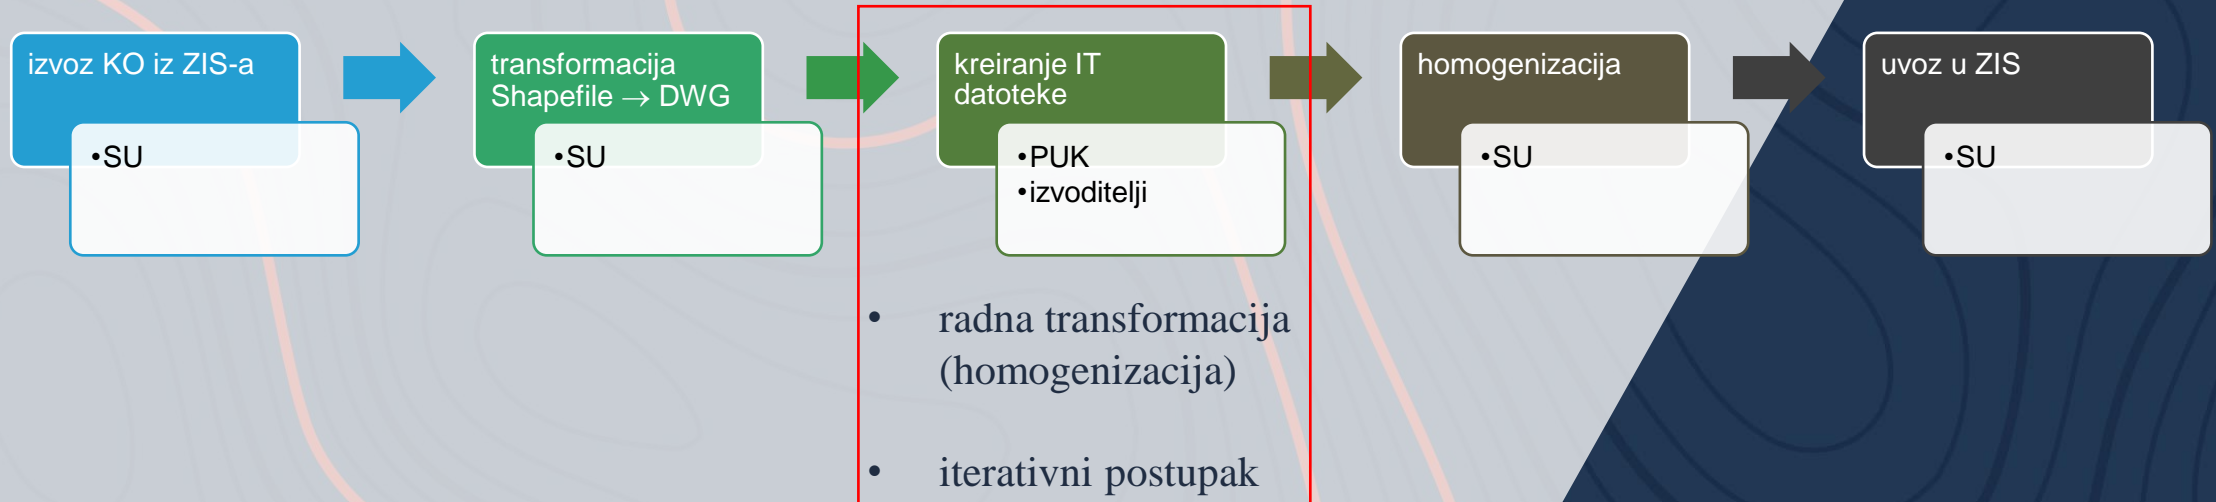 izvoz KO iz ZIS-a
•SU
transformacija
Shapefile → DWG
•SU
kreiranje IT
datoteke
•PUK
•izvoditelji
homogenizacija
•SU
uvoz u ZIS
•SU
• radna transformacija
(homogenizacija)
• iterativni postupak